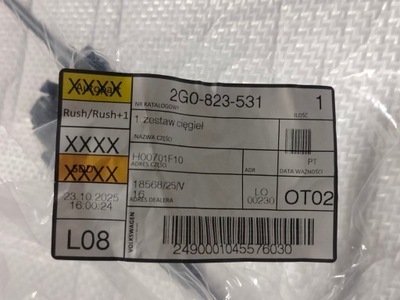 XXXX
Rush/Rush+1
XXXX
XXXX
23.10.2025
16:00:24
L08
2G0-823-531
1
NR KATALOGOWY
ILOŚĆ
1 zestaw cięgieł
NAZWA CZĘŚCI
H00701F10
ADRES CZĘŚCI
ADR
PT
DATA WAŻNOŚCI
18568/25/V
16
ADRES DEALERA
LO
00230
OT02
VOLKSWAGEN
2490001045576030